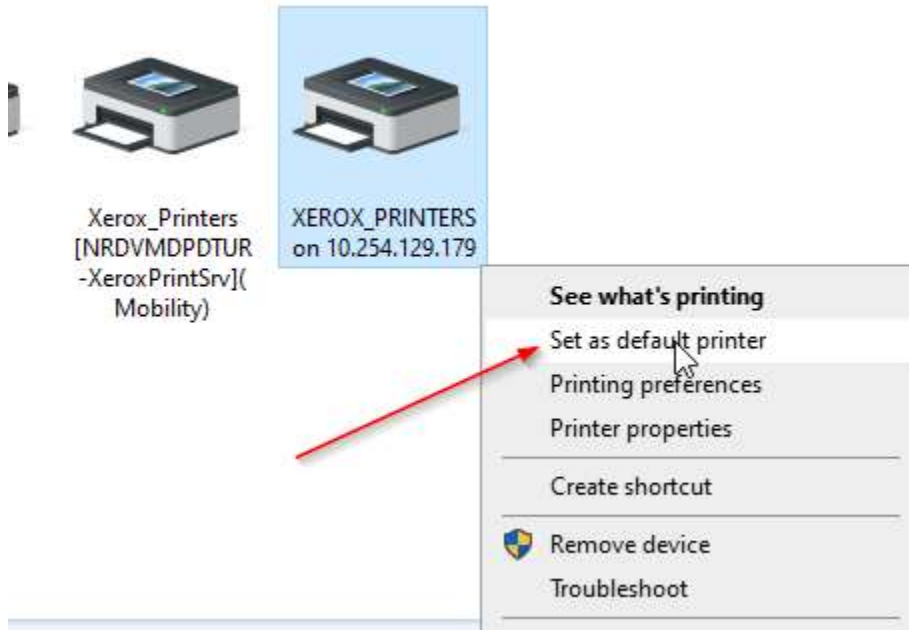 Xerox_Printers
[NRDVMDPDTUR
-XeroxPrintSrv](
Mobility)
XEROX_PRINTERS
on 10.254.129.179
See what's printing
Set as default printer
Printing preferences
Printer properties
Create shortcut
Remove device
Troubleshoot